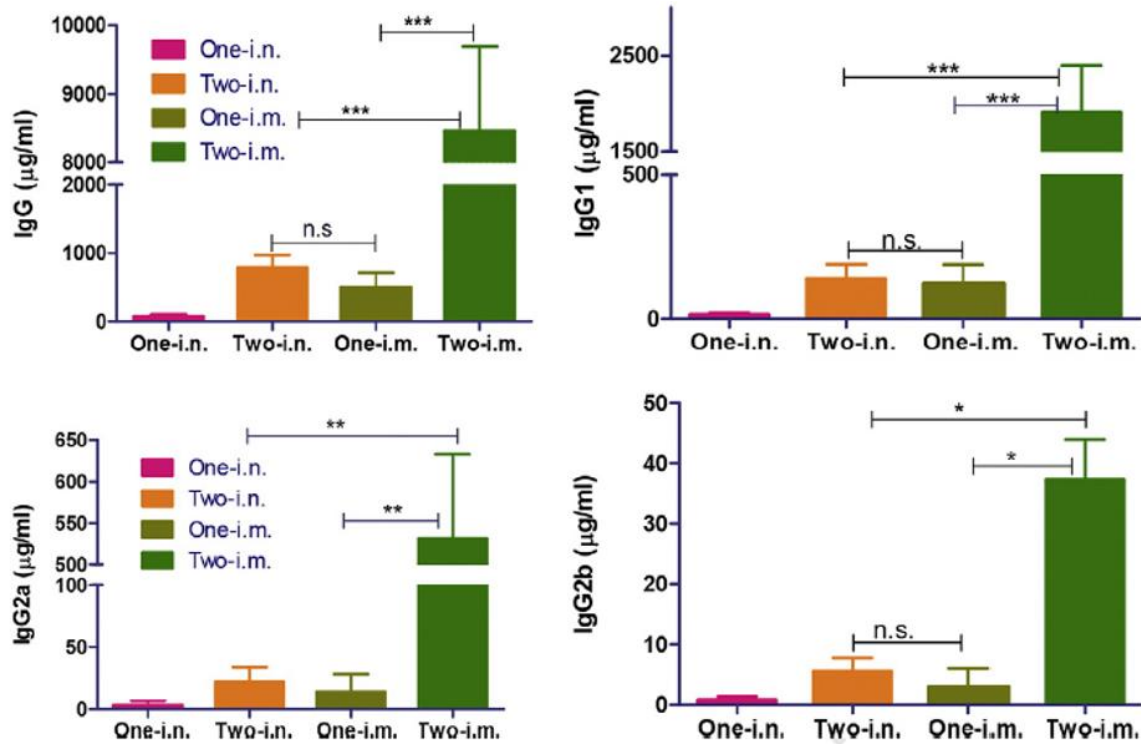 IgG (µg/ml)
10000
9000
8000
2000
1000
0
One-i.n.
Two-i.n.
One-i.m.
Two-i.m.
***
***
n.s
One-i.n. Two-i.n. One-i.m. Two-i.m.
IgG1 (µg/ml)
2500
1500
500
0
***
***
n.s.
One-i.n. Two-i.n. One-i.m. Two-i.m.
IgG2a (µg/ml)
650
600
550
500
100
50
0
One-i.n.
Two-i.n.
One-i.m.
Two-i.m.
**
**
One-i.n. Two-i.n. One-i.m. Two-i.m.
IgG2b (µg/ml)
50
40
30
20
10
0
*
*
n.s.
One-i.n. Two-i.n. One-i.m. Two-i.m.